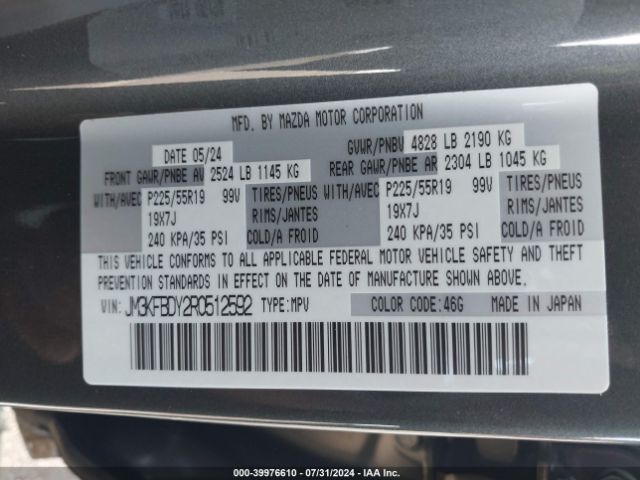 MFD. BY MAZDA MOTOR CORPORATION
DATE 05/24 GVWR/PNBV 4828 LB 2190 KG
FRONT GAWR/PNBE AV 2524 LB 1145 KG REAR GAWR/PNBE AR 2304 LB 1045 KG
WITH/AVEC P225/55R19 99V TIRES/PNEUS WITH/AVEC P225/55R19 99V TIRES/PNEUS
19X7J RIMS/JANTES 19X7J RIMS/JANTES
240 KPA/35 PSI COLD/A FROID 240 KPA/35 PSI COLD/A FROID
THIS VEHICLE CONFORMS TO ALL APPLICABLE FEDERAL MOTOR VEHICLE SAFETY AND THEFT
PREVENTION STANDARDS IN EFFECT ON THE DATE OF MANUFACTURE SHOWN ABOVE.
VIN: JM3KFBDY2R0512592 TYPE:MPV COLOR CODE:46G MADE IN JAPAN
000-39976610 - 07/31/2024 - IAA Inc.